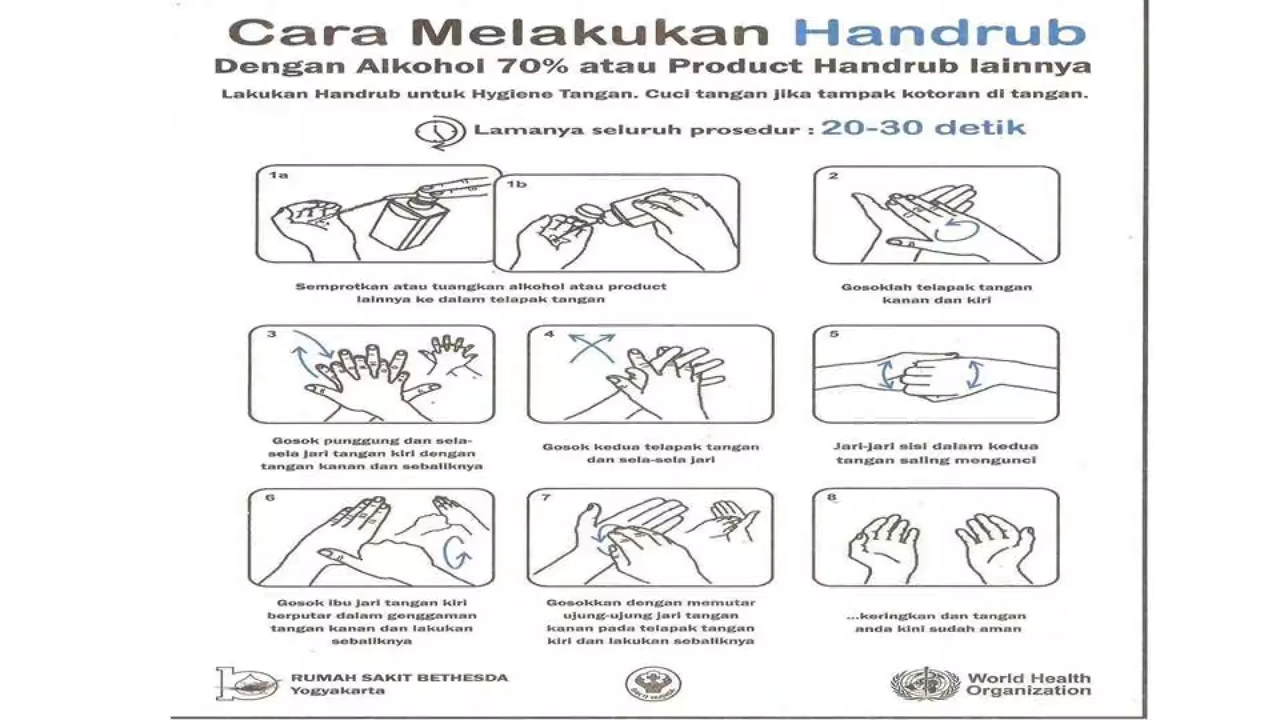 Cara Melakukan Handrub
Dengan Alkohol 70% atau Product Handrub lainnya
Lakukan Handrub untuk Hygiene Tangan. Cuci tangan jika tampak kotoran di tangan.
Lamanya seluruh prosedur : 20-30 detik
1a
1b
Semprotkan atau tuangkan alkohol atau product
lainnya ke dalam telapak tangan
2
Gosoklah telapak tangan
kanan dan kiri
3
Gosok punggung dan sela-
sela jari tangan kiri dengan
tangan kanan dan sebaliknya
4
Gosok kedua telapak tangan
dan sela-sela jari
5
Jari-jari sisi dalam kedua
tangan saling mengunci
6
Gosok ibu jari tangan kiri
berputar dalam genggaman
tangan kanan dan lakukan
sebaliknya
7
Gosokkan dengan memutar
ujung-ujung jari tangan
kanan pada telapak tangan
kiri dan lakukan sebaliknya
8
...keringkan dan tangan
anda kini sudah aman
RUMAH SAKIT BETHESDA
Yogyakarta
World Health
Organization